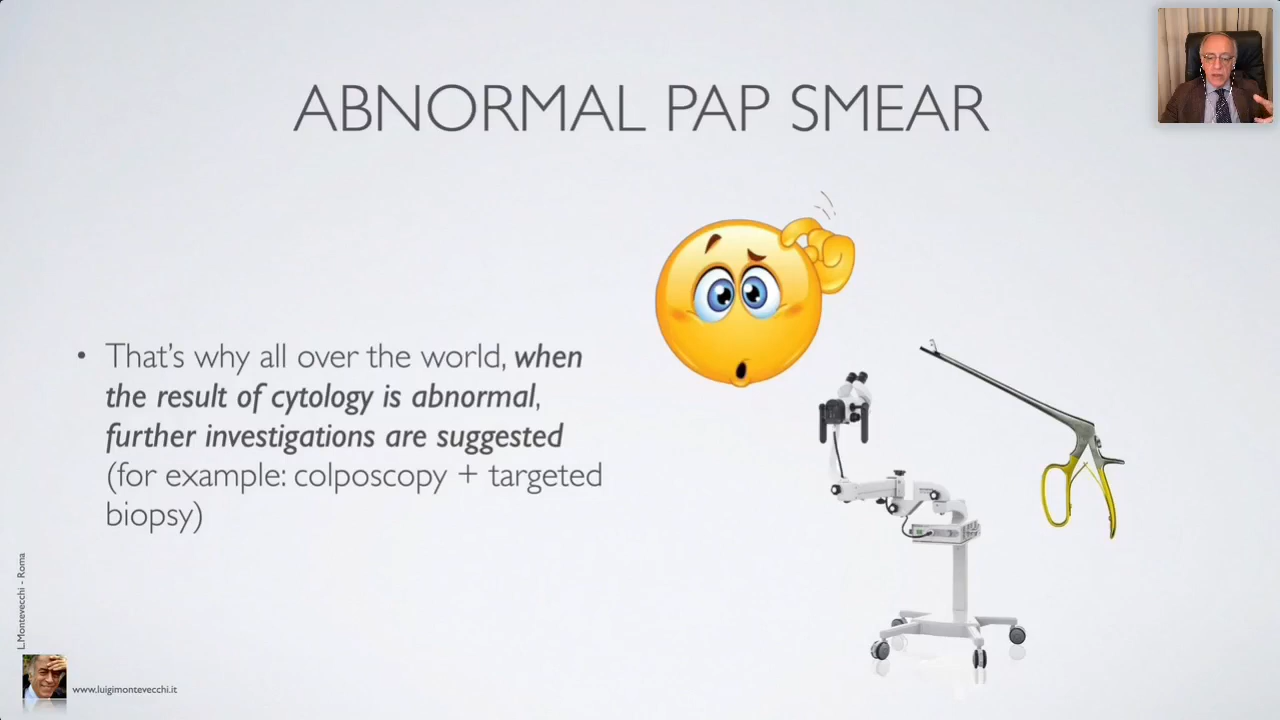 ABNORMAL PAP SMEAR
• That's why all over the world, when
the result of cytology is abnormal,
further investigations are suggested
(for example: colposcopy + targeted
biopsy)
L.Montevecchi - Roma
www.luigimontevecchi.it